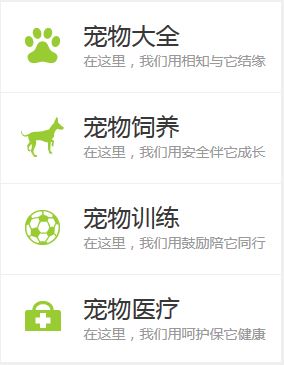 宠物大全
在这里，我们用相知与它结缘
宠物饲养
在这里，我们用安全伴它成长
宠物训练
在这里，我们用鼓励陪它同行
宠物医疗
在这里，我们用呵护保它健康